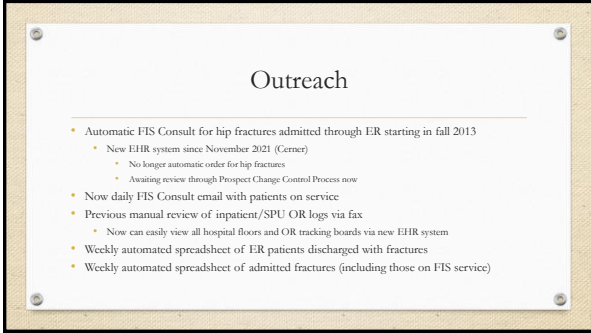 Outreach
• Automatic FIS Consult for hip fractures admitted through ER starting in fall 2013
• New EHR system since November 2021 (Cerner)
• No longer automatic order for hip fractures
• Awaiting review through Prospect Change Control Process now
• Now daily FIS Consult email with patients on service
• Previous manual review of inpatient/SPU OR logs via fax
• Now can easily view all hospital floors and OR tracking boards via new EHR system
• Weekly automated spreadsheet of ER patients discharged with fractures
• Weekly automated spreadsheet of admitted fractures (including those on FIS service)